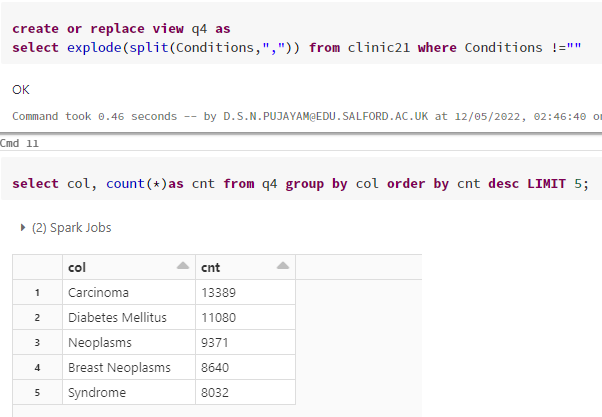 create or replace view q4 as
select explode(split(Conditions,",")) from clinic21 where Conditions !=""
OK
Command took 0.46 seconds -- by D.S.N.PUJAYAM@EDU.SALFORD.AC.UK at 12/05/2022, 02:46:40 on
Cmd 11
select col, count(*)as cnt from q4 group by col order by cnt desc LIMIT 5;
(2) Spark Jobs
col cnt
1 Carcinoma 13389
2 Diabetes Mellitus 11080
3 Neoplasms 9371
4 Breast Neoplasms 8640
5 Syndrome 8032